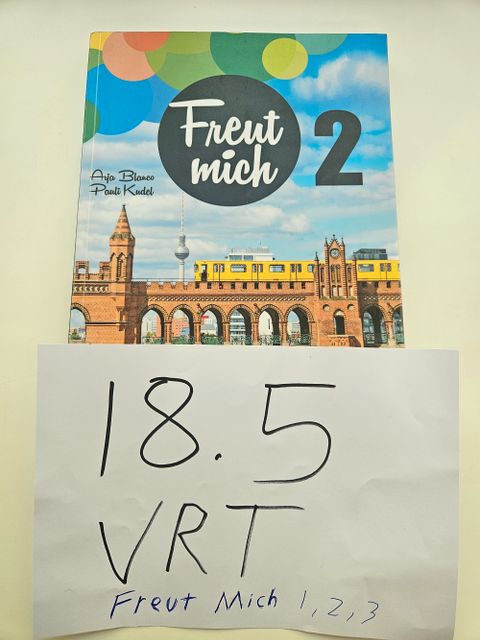 Freut
mich
2
Arja Blanco
Pauli Kudel
18.5
VRT
Freut Mich 1, 2, 3